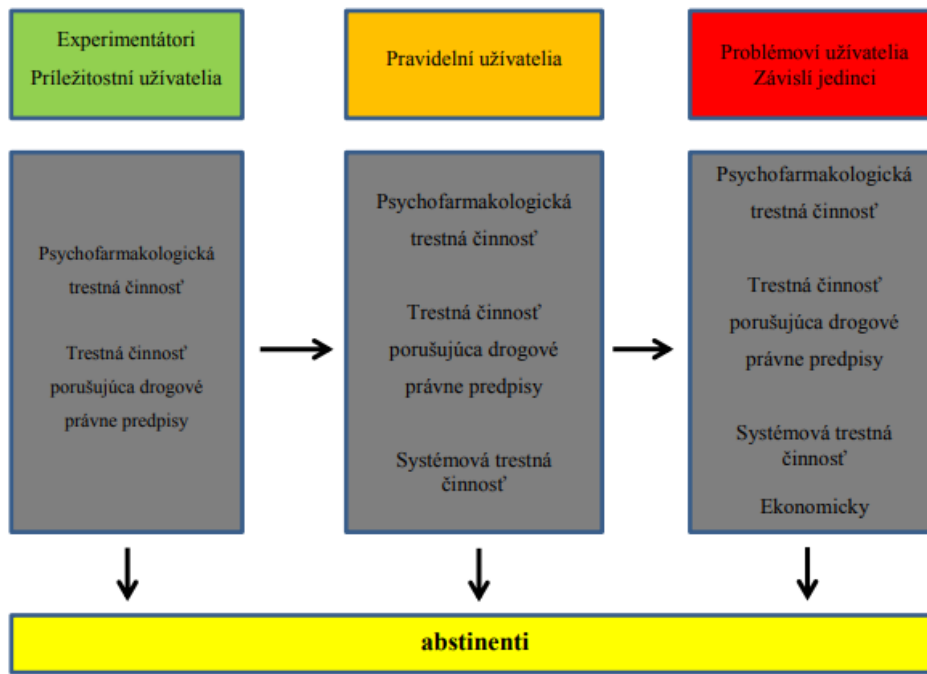 Experimentátori
Príležitostní užívatelia
Pravidelní užívatelia
Problémoví užívatelia
Závislí jedinci
Psychofarmakologická
trestná činnosť
Trestná činnosť
porušujúca drogové
právne predpisy
Psychofarmakologická
trestná činnosť
Trestná činnosť
porušujúca drogové
právne predpisy
Systémová trestná
činnosť
Psychofarmakologická
trestná činnosť
Trestná činnosť
porušujúca drogové
právne predpisy
Systémová trestná
činnosť
Ekonomicky
abstinenti